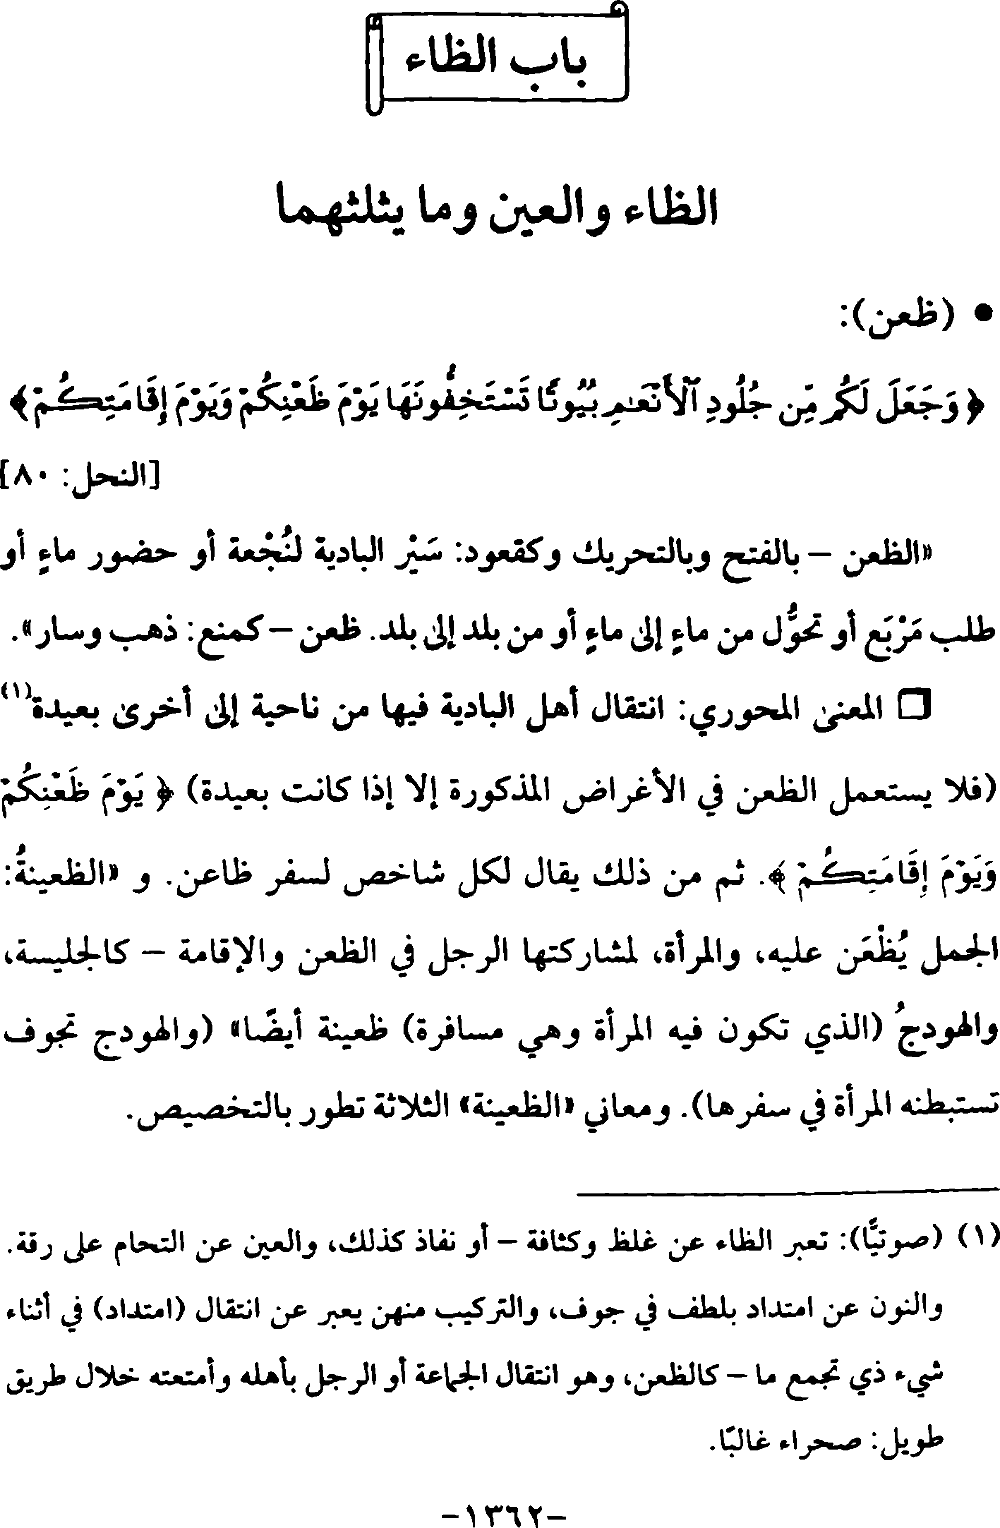 باب الظاء
الظاء والعين وما يثلثهما
• (ظعن):
﴿وَجَعَلَ لَكُم مِّن جُلُودِ ٱلْأَنْعَٰمِ بُيُوتًا تَسْتَخِفُّونَهَا يَوْمَ ظَعْنِكُمْ وَيَوْمَ إِقَامَتِكُمْ﴾
[النحل: ٨٠]
«الظعن – بالفتح وبالتحريك وكقعود: سَيْر البادية لنُجْعة أو حضور ماءٍ أو
طلب مَرْبَع أو تحوُّل من ماءٍ إلى ماءٍ أو من بلد إلى بلد. ظعن – كمنع: ذهب وسار».
❒ المعنى المحوري: انتقال أهل البادية فيها من ناحية إلى أخرى بعيدة(١)
(فلا يستعمل الظعن في الأغراض المذكورة إلا إذا كانت بعيدة) ﴿يَوْمَ ظَعْنِكُمْ
وَيَوْمَ إِقَامَتِكُمْ﴾. ثم من ذلك يقال لكل شاخص لسفر ظاعن. و «الظعينةُ:
الجمل يُظْعَن عليه، والمرأة، لمشاركتها الرجل في الظعن والإقامة – كالجليسة،
والهودجُ (الذي تكون فيه المرأة وهي مسافرة) ظعينة أيضًا» (والهودج تجوف
تستبطنه المرأة في سفرها). ومعاني «الظعينة» الثلاثة تطور بالتخصيص.
(١) (صوتيًّا): تعبر الظاء عن غلظ وكثافة – أو نفاذ كذلك، والعين عن التحام على رقة.
والنون عن امتداد بلطف في جوف، والتركيب منهن يعبر عن انتقال (امتداد) في أثناء
شيء ذي تجمع ما – كالظعن، وهو انتقال الجماعة أو الرجل بأهله وأمتعته خلال طريق
طويل: صحراء غالبًا.
-١٣٦٢-